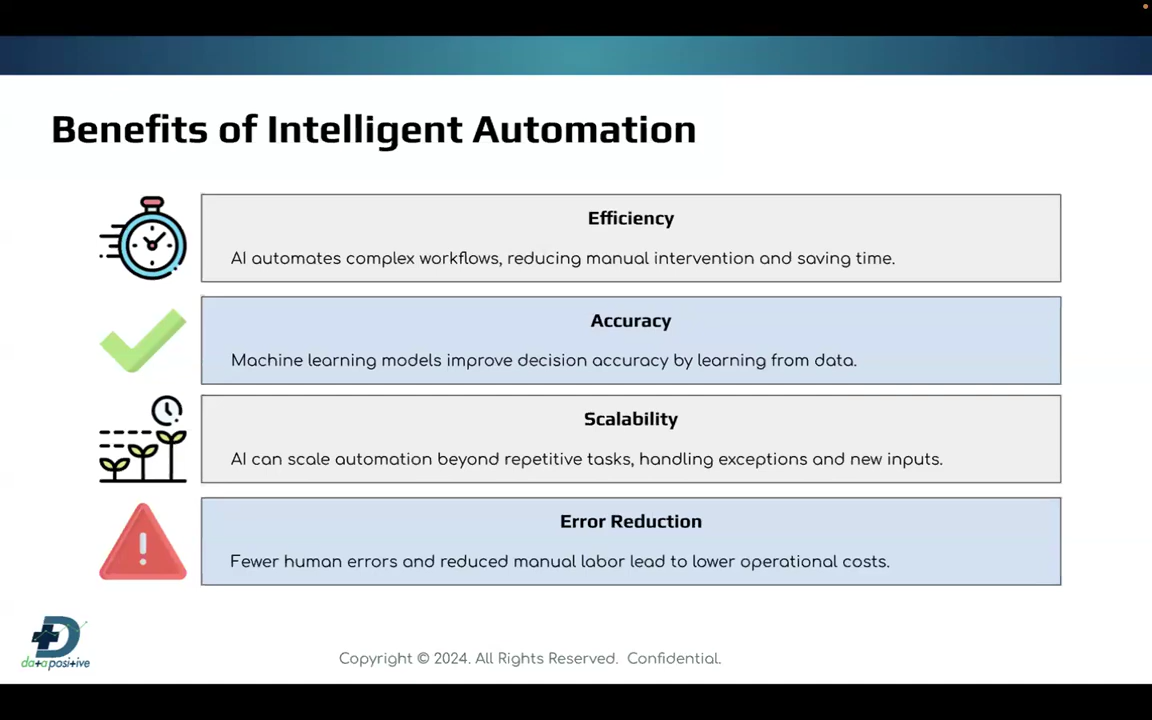 Benefits of Intelligent Automation
Efficiency
AI automates complex workflows, reducing manual intervention and saving time.
Accuracy
Machine learning models improve decision accuracy by learning from data.
Scalability
AI can scale automation beyond repetitive tasks, handling exceptions and new inputs.
Error Reduction
Fewer human errors and reduced manual labor lead to lower operational costs.
data positive
Copyright © 2024. All Rights Reserved. Confidential.